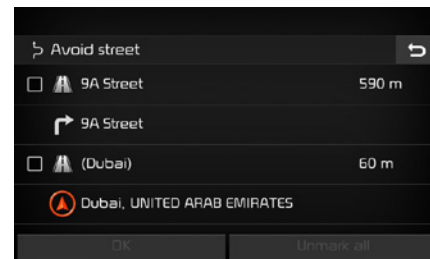 Avoid street
9A Street 590 m
9A Street
(Dubai) 60 m
Dubai, UNITED ARAB EMIRATES
OK Unmark all